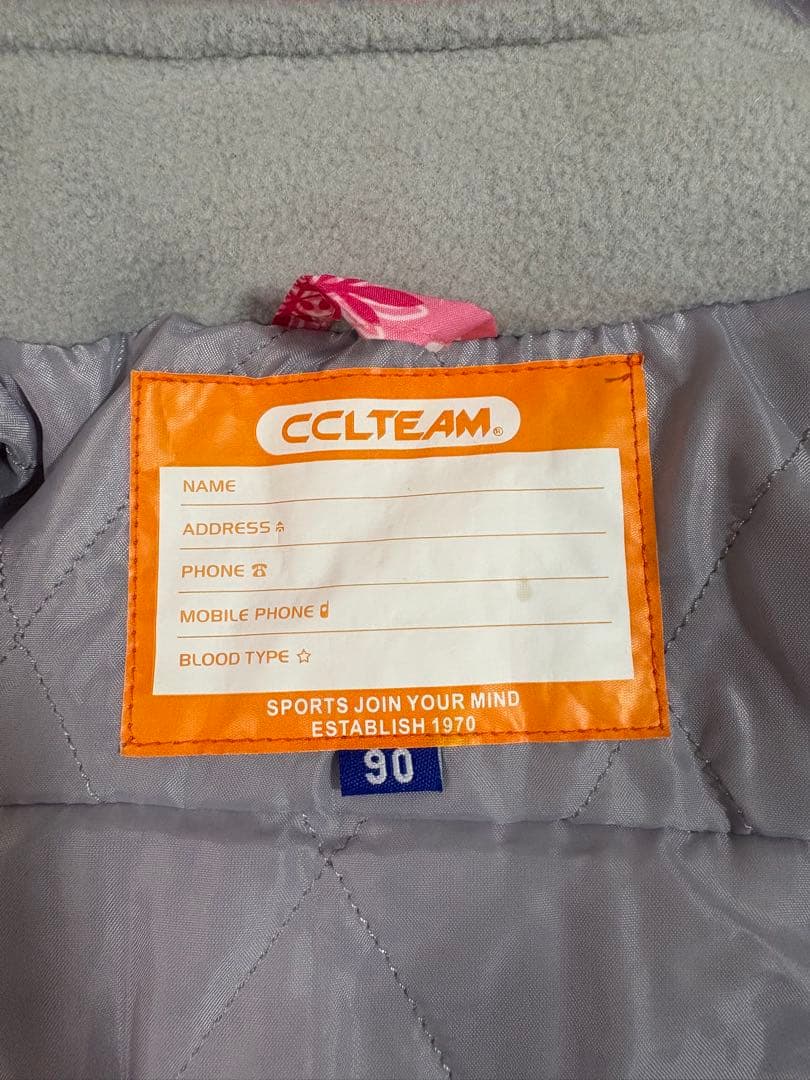 CCLTEAM®
NAME
ADDRESS
PHONE
MOBILE PHONE
BLOOD TYPE
SPORTS JOIN YOUR MIND
ESTABLISH 1970
90